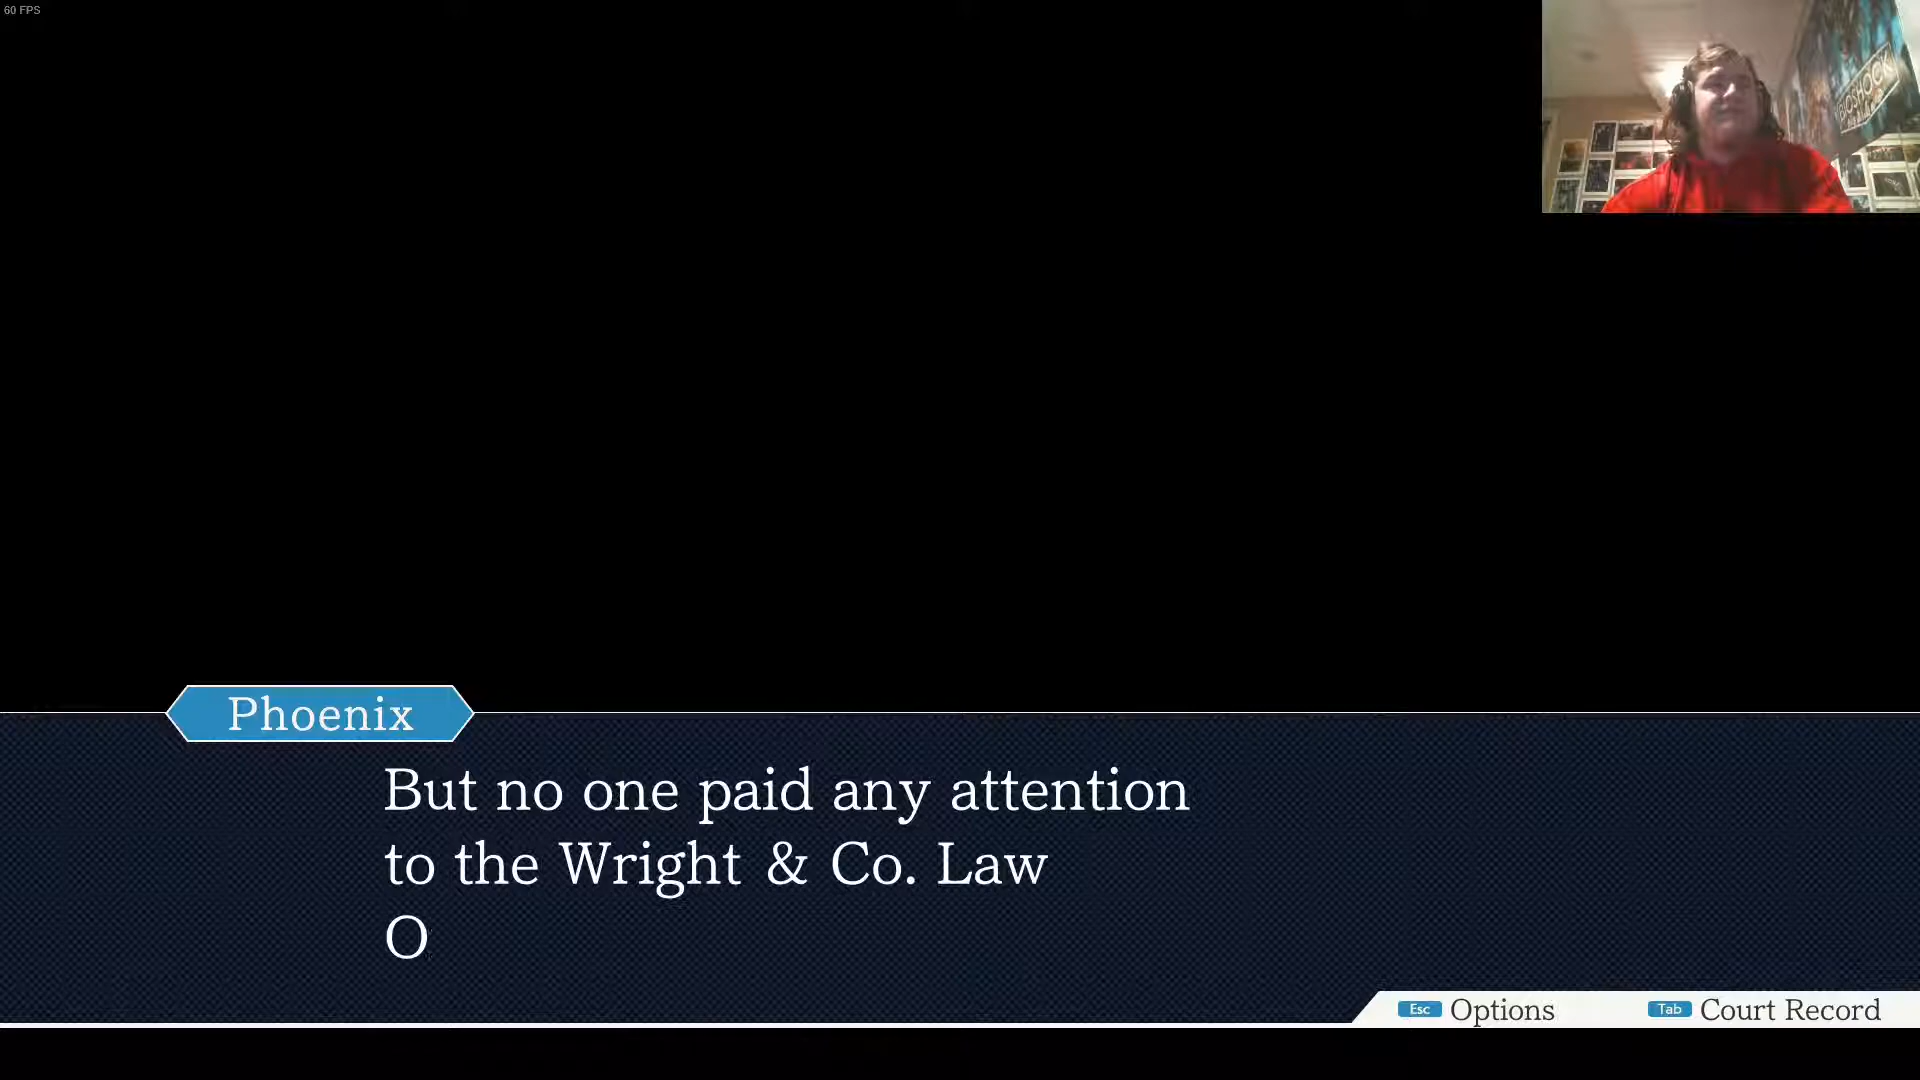 60 FPS
BIOSHOCK
Phoenix
But no one paid any attention
to the Wright & Co. Law
O
Esc Options Tab Court Record